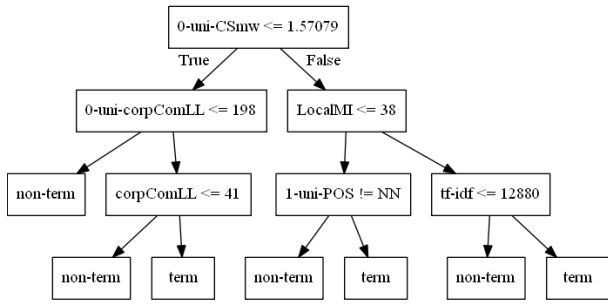 0-uni-CSmw <= 1.57079
True
False
0-uni-corpComLL <= 198
LocalMI <= 38
non-term
corpComLL <= 41
1-uni-POS != NN
tf-idf <= 12880
non-term
term
non-term
term
non-term
term